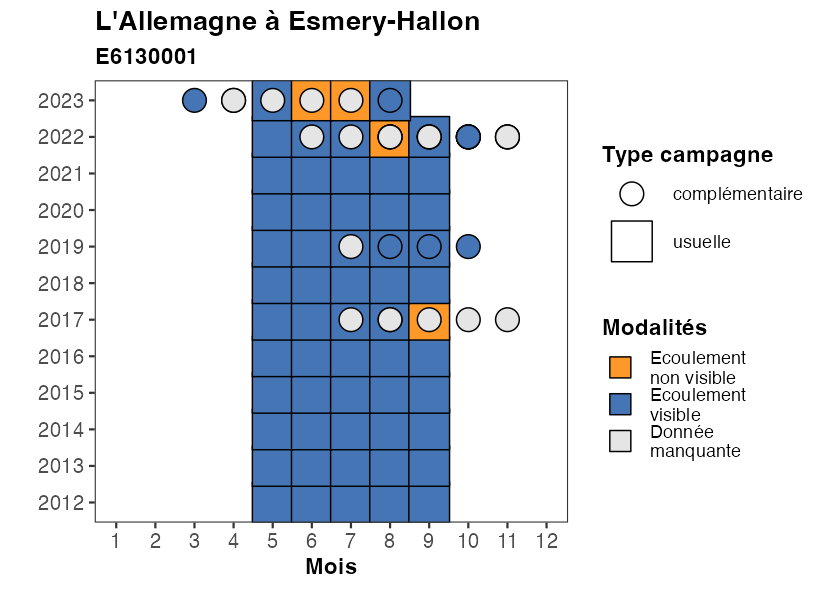 L'Allemagne à Esmery-Hallon
E6130001
2023
2022
2021
2020
2019
2018
2017
2016
2015
2014
2013
2012
1 2 3 4 5 6 7 8 9 10 11 12
Mois
Type campagne
complémentaire
usuelle
Modalités
Ecoulement
non visible
Ecoulement
visible
Donnée
manquante